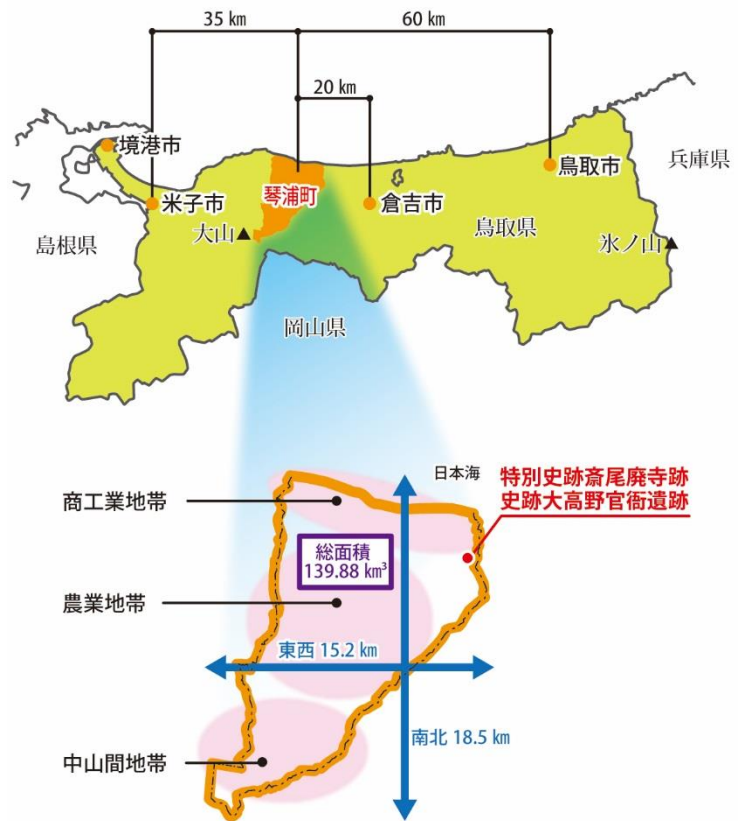 35 km
60 km
20 km
境港市
兵庫県
鳥取市
琴浦町
米子市
倉吉市
鳥取県
大山
島根県
氷ノ山
岡山県
日本海
特別史跡斎尾廃寺跡
史跡大高野官衙遺跡
商工業地帯
総面積
139.88 km³
農業地帯
東西 15.2 km
南北 18.5 km
中山間地帯